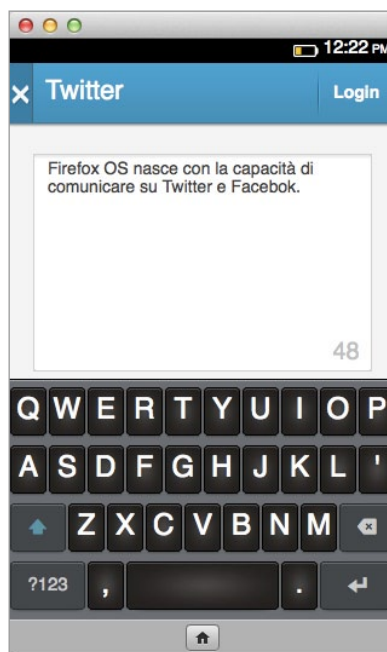 12:22 PM
Twitter
Login
Firefox OS nasce con la capacità di
comunicare su Twitter e Facebok.
48
Q W E R T Y U I O P
A S D F G H J K L '
Z X C V B N M
?123 , .